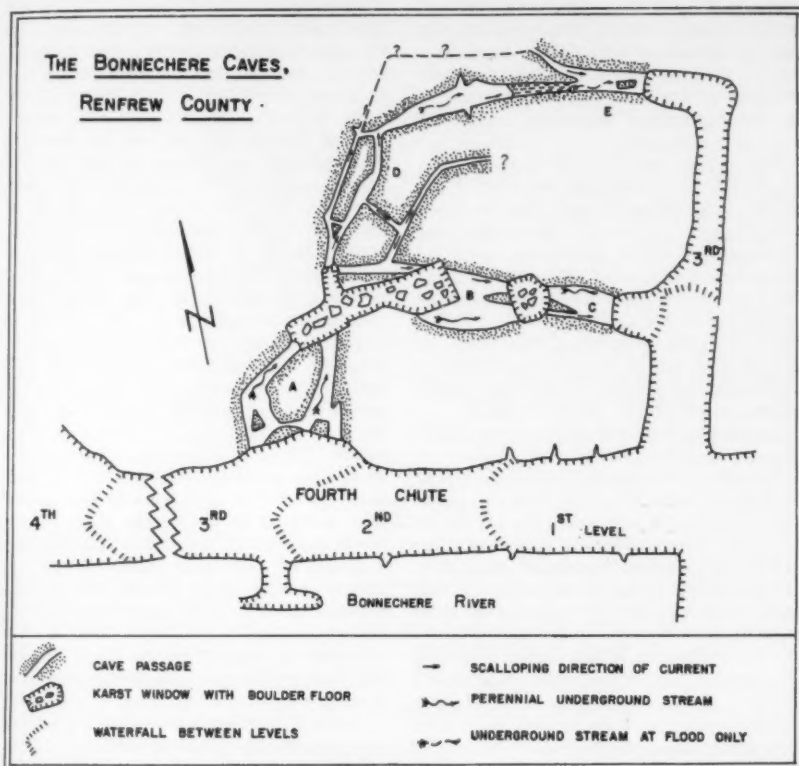 THE BONNECHERE CAVES,
RENFREW COUNTY.
? ?
E
D
?
3RD
B
C
A
FOURTH CHUTE
4TH
3RD
2ND
1ST LEVEL
BONNECHERE RIVER
CAVE PASSAGE
KARST WINDOW WITH BOULDER FLOOR
WATERFALL BETWEEN LEVELS
SCALLOPING DIRECTION OF CURRENT
PERENNIAL UNDERGROUND STREAM
UNDERGROUND STREAM AT FLOOD ONLY